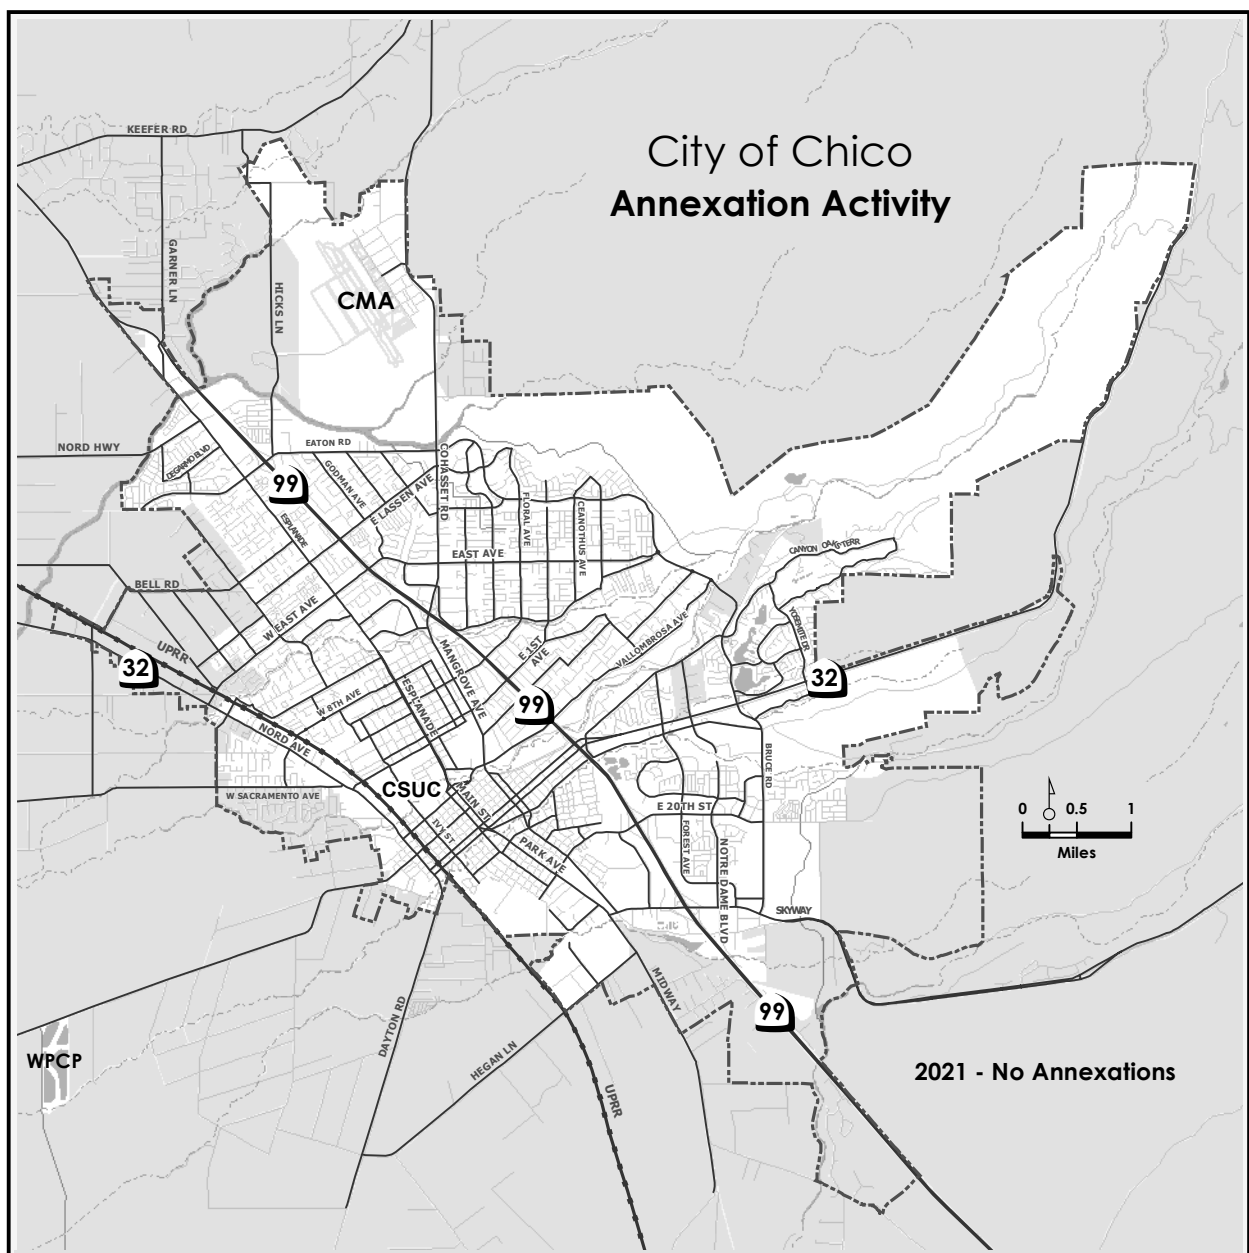 City of Chico
Annexation Activity
KEEFER RD
GARNER LN
HICKS LN
CMA
NORD HWY
DEGARMO BLVD
EATON RD
99
GODMAN AVE
E LASSEN AVE
COHASSET RD
FLORAL AVE
CEANOTHUS AVE
ESPLANADE
EAST AVE
CANYON OAKS TERR
BELL RD
W EAST AVE
UPRR
32
MANGROVE AVE
E 1ST
AVE
VALLOMBROSA AVE
YOSEMITE DR
32
W 8TH AVE
ESPLANADE
99
NORD AVE
BRUCE RD
CSUC
W SACRAMENTO AVE
MAIN ST
IVY ST
PARK AVE
E 20TH ST
FOREST AVE
NOTRE DAME BLVD
0 0.5 1
Miles
SKYWAY
MIDWAY
99
DAYTON RD
HEGAN LN
UPRR
WPCP
2021 - No Annexations